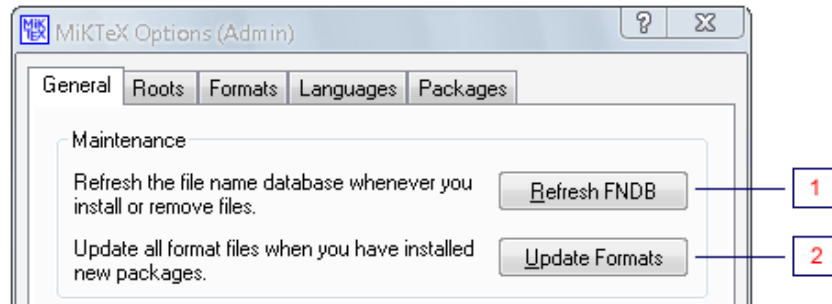 MiKTeX Options (Admin)
General Roots Formats Languages Packages
Maintenance
Refresh the file name database whenever you
install or remove files.
Refresh FNDB
1
Update all format files when you have installed
new packages.
Update Formats
2